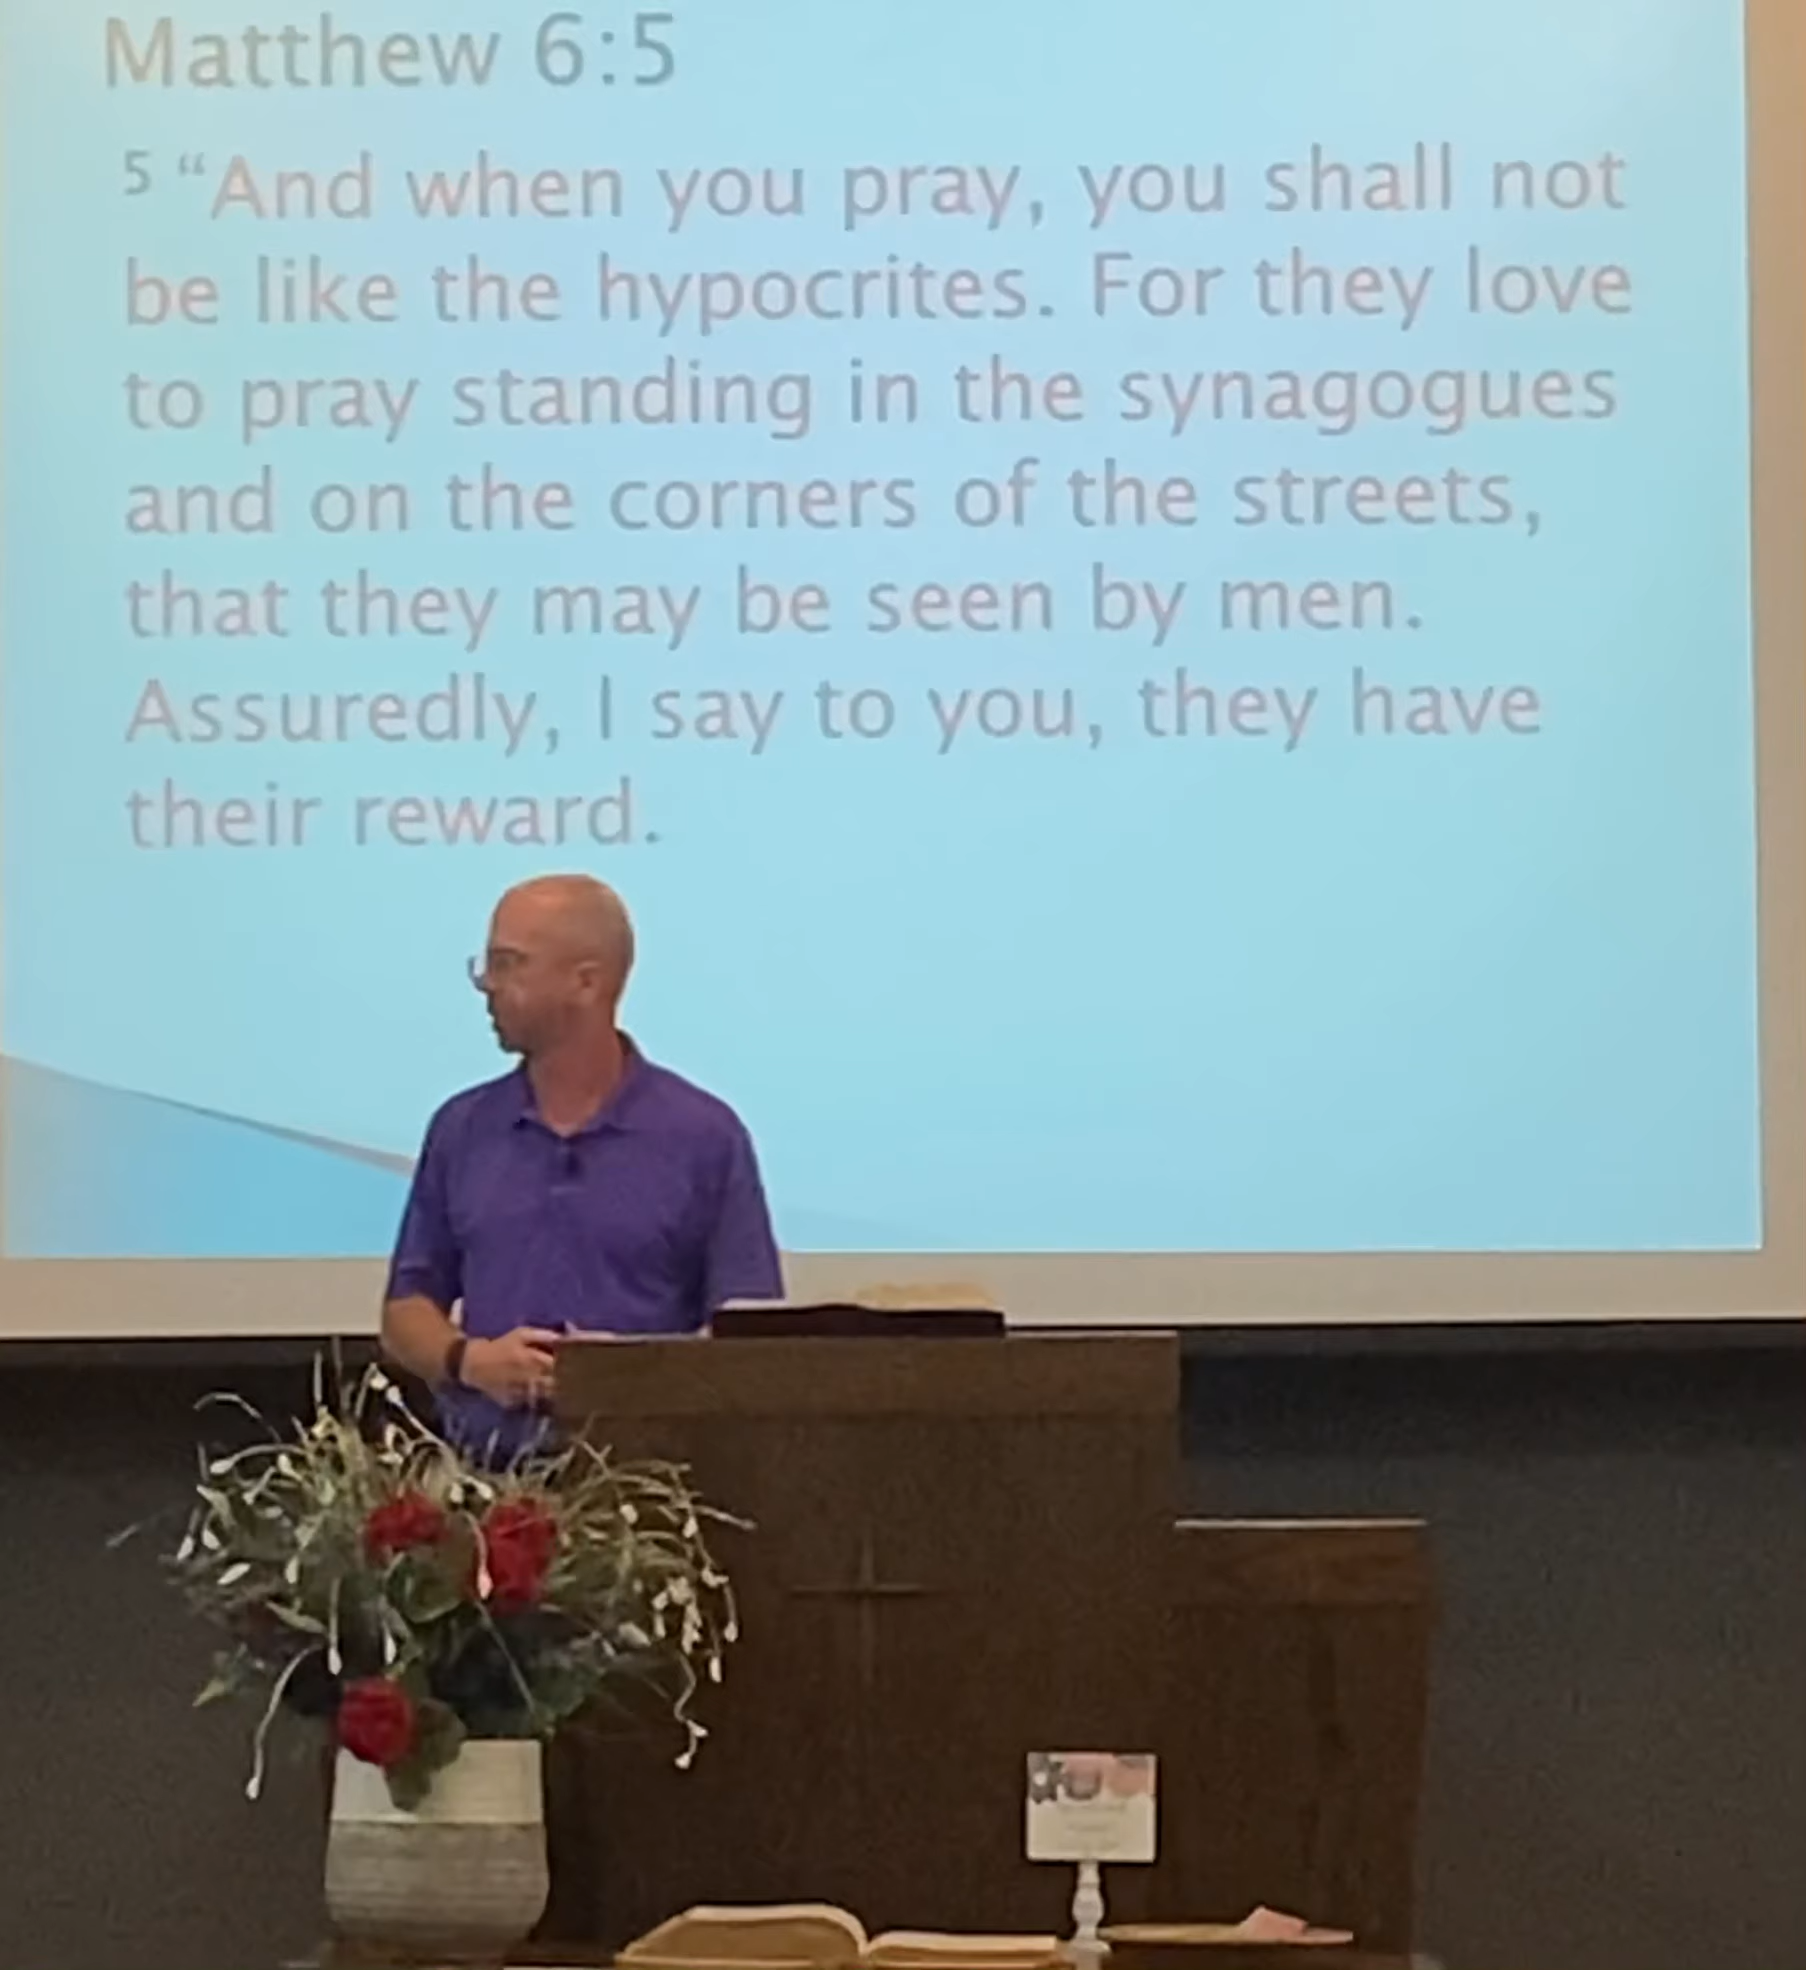 Matthew 6:5
5 “And when you pray, you shall not
be like the hypocrites. For they love
to pray standing in the synagogues
and on the corners of the streets,
that they may be seen by men.
Assuredly, I say to you, they have
their reward.